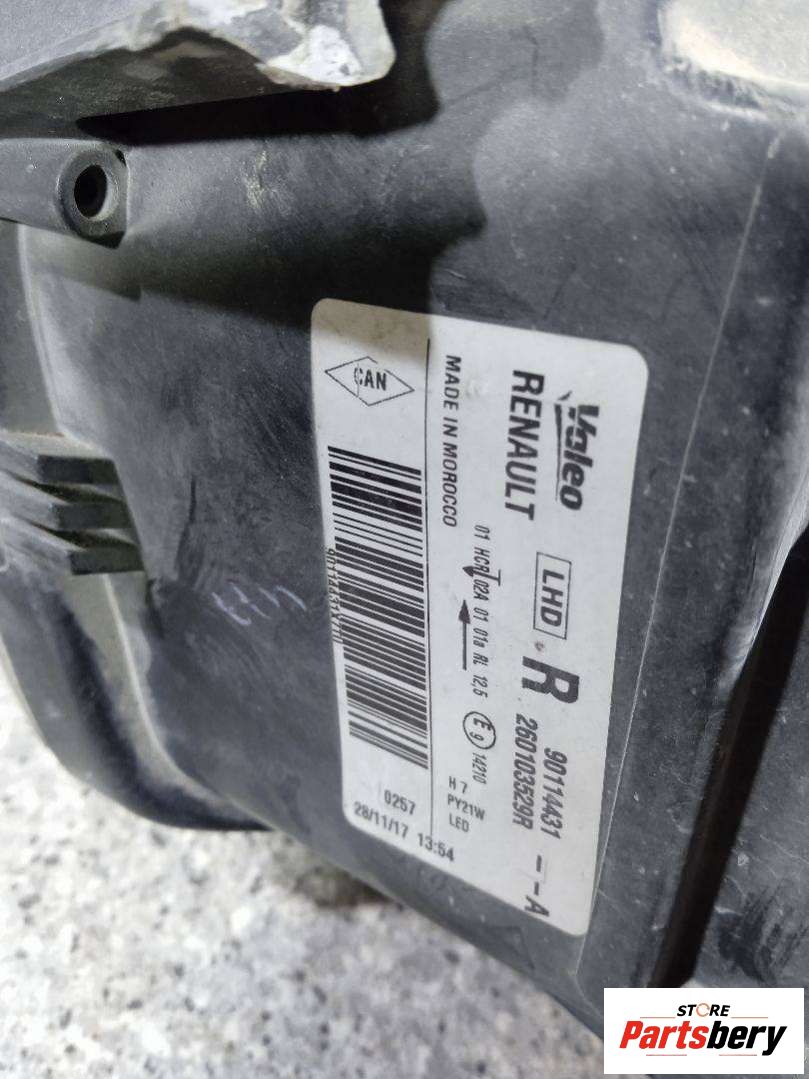 Valeo
RENAULT
LHD
R
90114431 --A
260103529R
MADE IN MOROCCO
01 HCR T02A 01 01a RL 12,5
E9 14210
H7
PY21W
LED
CAN
0257
28/11/17 13:54
STORE
Partsbery